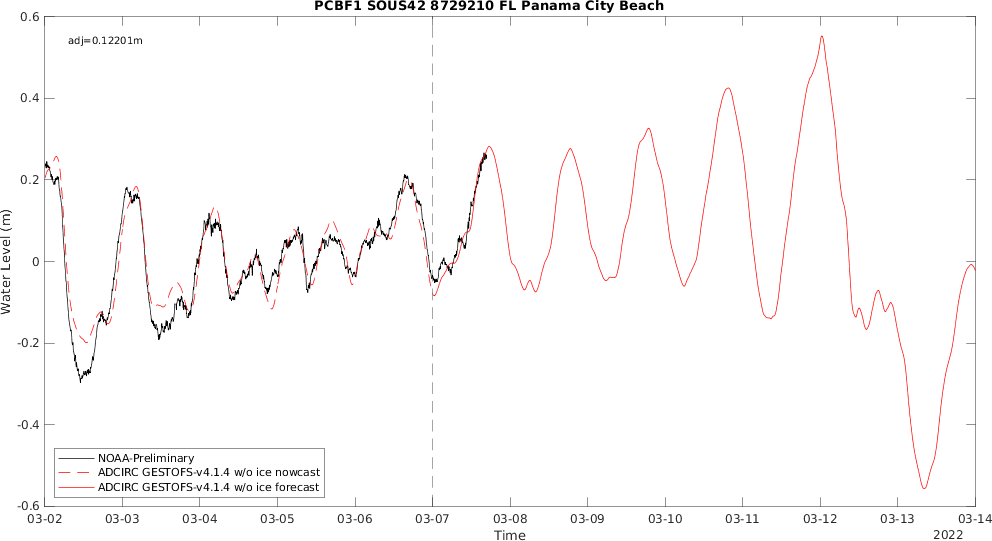 PCBF1 SOUS42 8729210 FL Panama City Beach
adj=0.12201m
Water Level (m)
0.6
0.4
0.2
0
-0.2
-0.4
-0.6
NOAA-Preliminary
ADCIRC GESTOFS-v4.1.4 w/o ice nowcast
ADCIRC GESTOFS-v4.1.4 w/o ice forecast
03-02 03-03 03-04 03-05 03-06 03-07 03-08 03-09 03-10 03-11 03-12 03-13 03-14
Time
2022